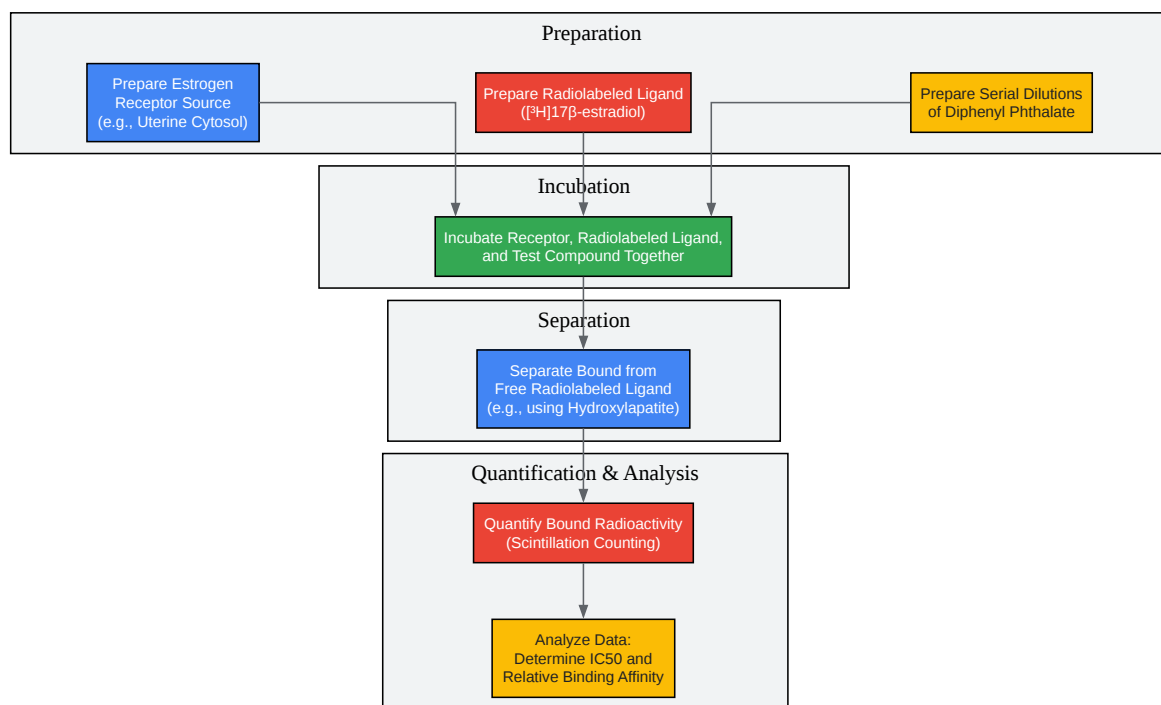 Preparation
Prepare Estrogen
Receptor Source
(e.g., Uterine Cytosol)
Prepare Radiolabeled Ligand
([³H]17β-estradiol)
Prepare Serial Dilutions
of Diphenyl Phthalate
Incubation
Incubate Receptor, Radiolabeled Ligand,
and Test Compound Together
Separation
Separate Bound from
Free Radiolabeled Ligand
(e.g., using Hydroxylapatite)
Quantification & Analysis
Quantify Bound Radioactivity
(Scintillation Counting)
Analyze Data:
Determine IC50 and
Relative Binding Affinity